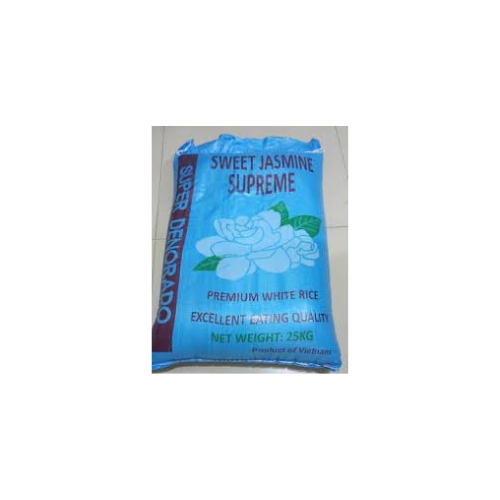 SWEET JASMINE
SUPREME
SUPER DENORADO
PREMIUM WHITE RICE
EXCELLENT EATING QUALITY
NET WEIGHT: 25KG
Product of Vietnam